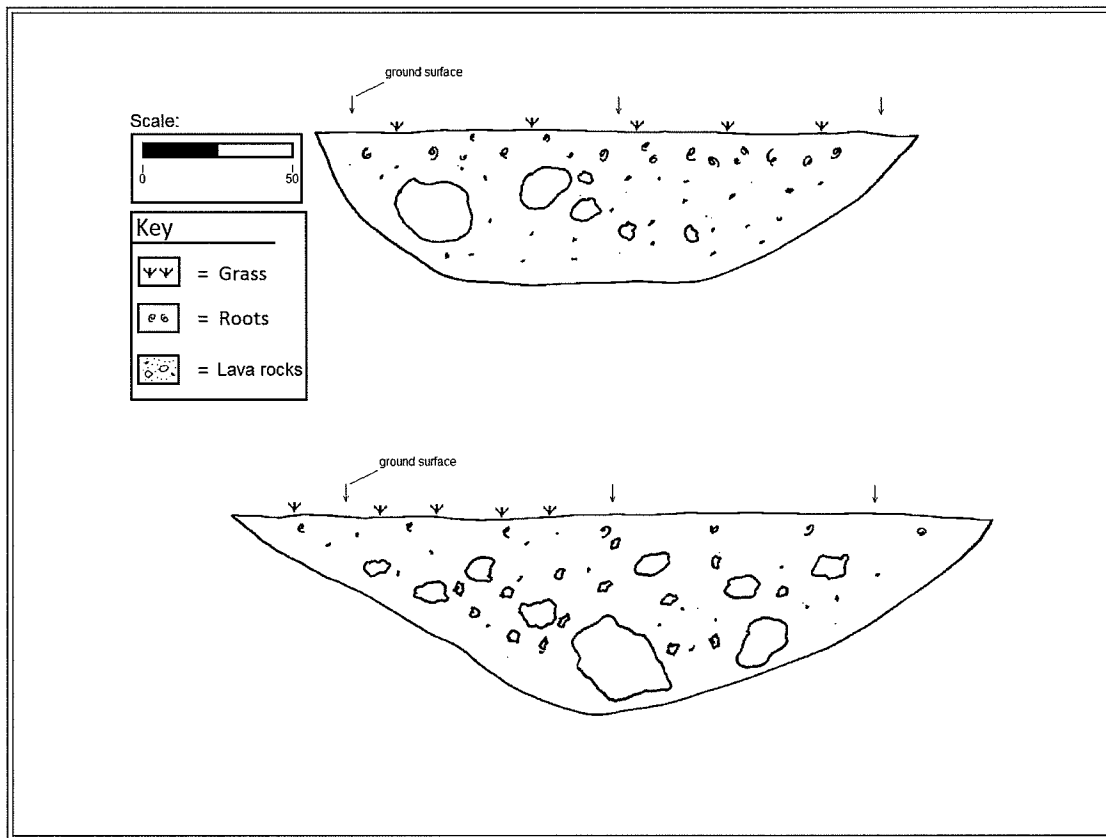 ground surface
Scale:
0 50
Key
= Grass
= Roots
= Lava rocks
ground surface